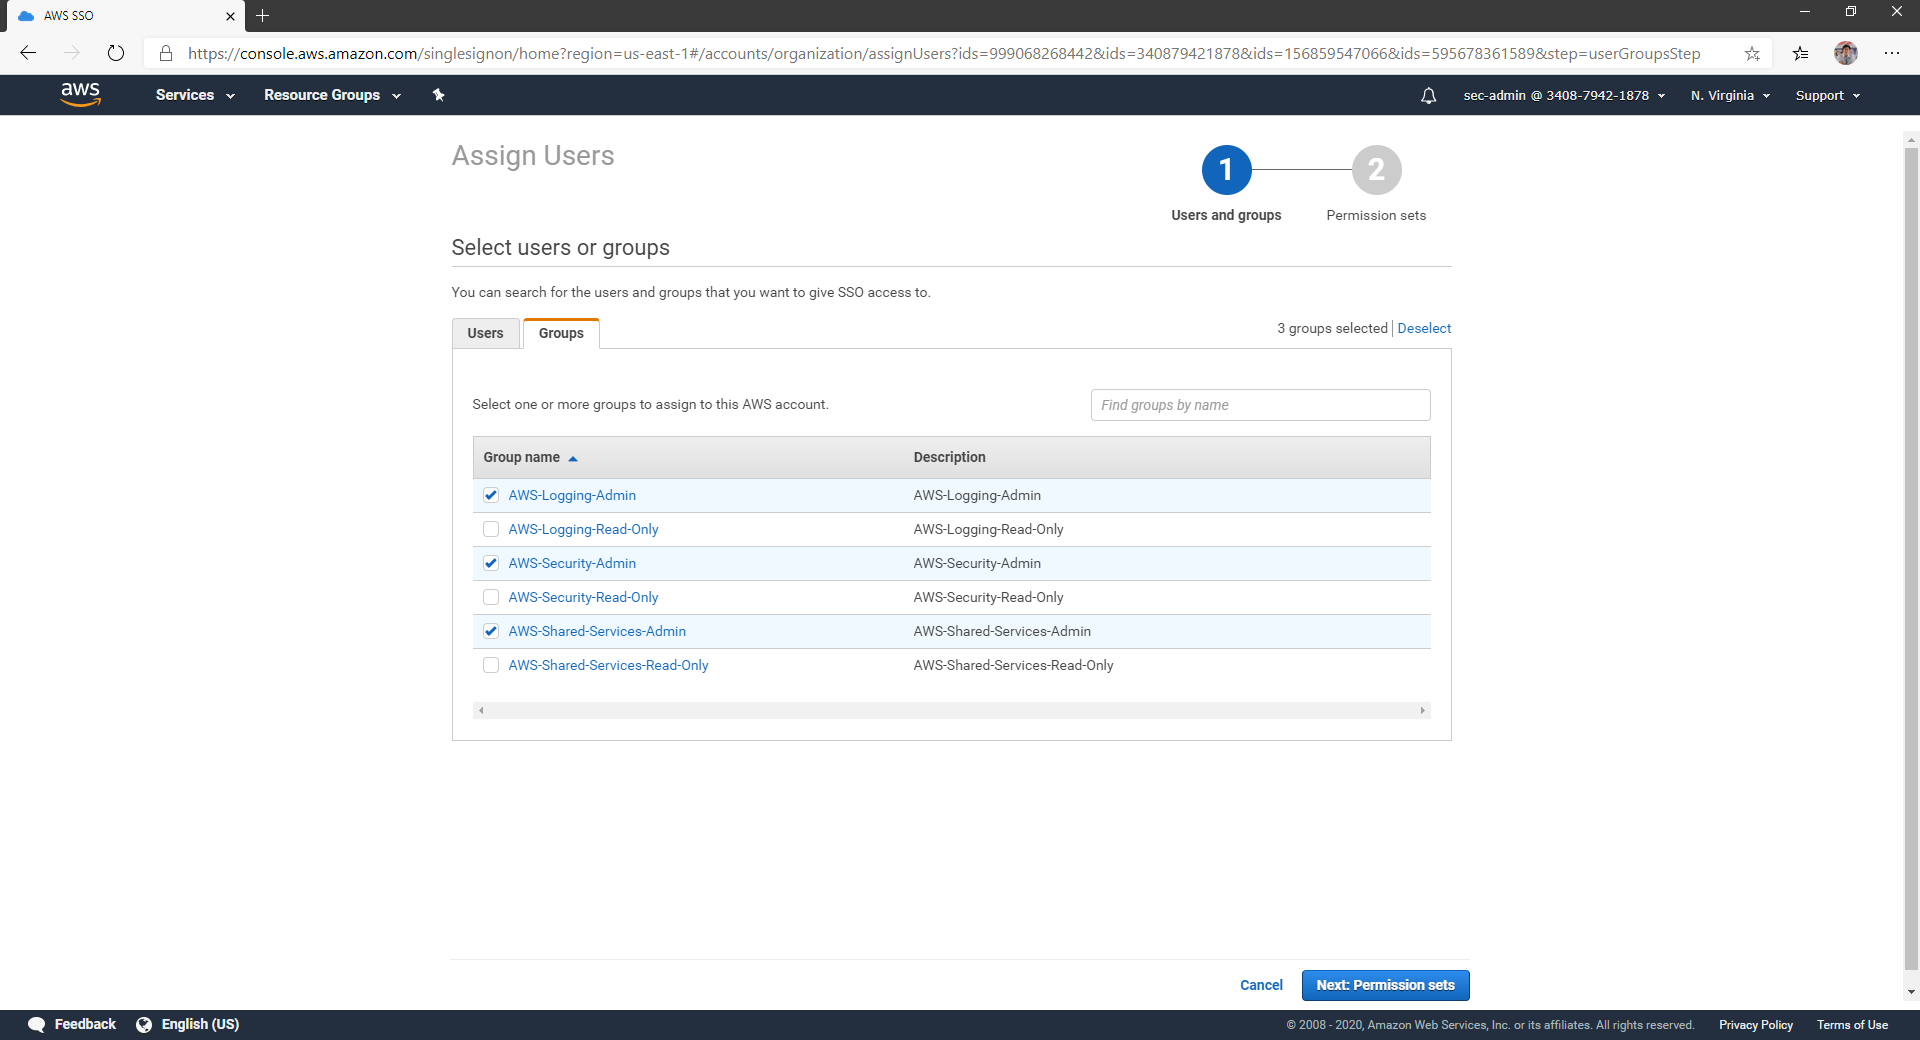 AWS SSO
https://console.aws.amazon.com/singlesignon/home?region=us-east-1#/accounts/organization/assignUsers?ids=999068268442&ids=340879421878&ids=156859547066&ids=595678361589&step=userGroupsStep
aws Services Resource Groups sec-admin @ 3408-7942-1878 N. Virginia Support
Assign Users
1 2
Users and groups Permission sets
Select users or groups
You can search for the users and groups that you want to give SSO access to.
Users Groups 3 groups selected Deselect
Select one or more groups to assign to this AWS account. Find groups by name
Group name Description
AWS-Logging-Admin AWS-Logging-Admin
AWS-Logging-Read-Only AWS-Logging-Read-Only
AWS-Security-Admin AWS-Security-Admin
AWS-Security-Read-Only AWS-Security-Read-Only
AWS-Shared-Services-Admin AWS-Shared-Services-Admin
AWS-Shared-Services-Read-Only AWS-Shared-Services-Read-Only
Cancel Next: Permission sets
Feedback English (US) © 2008 - 2020, Amazon Web Services, Inc. or its affiliates. All rights reserved. Privacy Policy Terms of Use